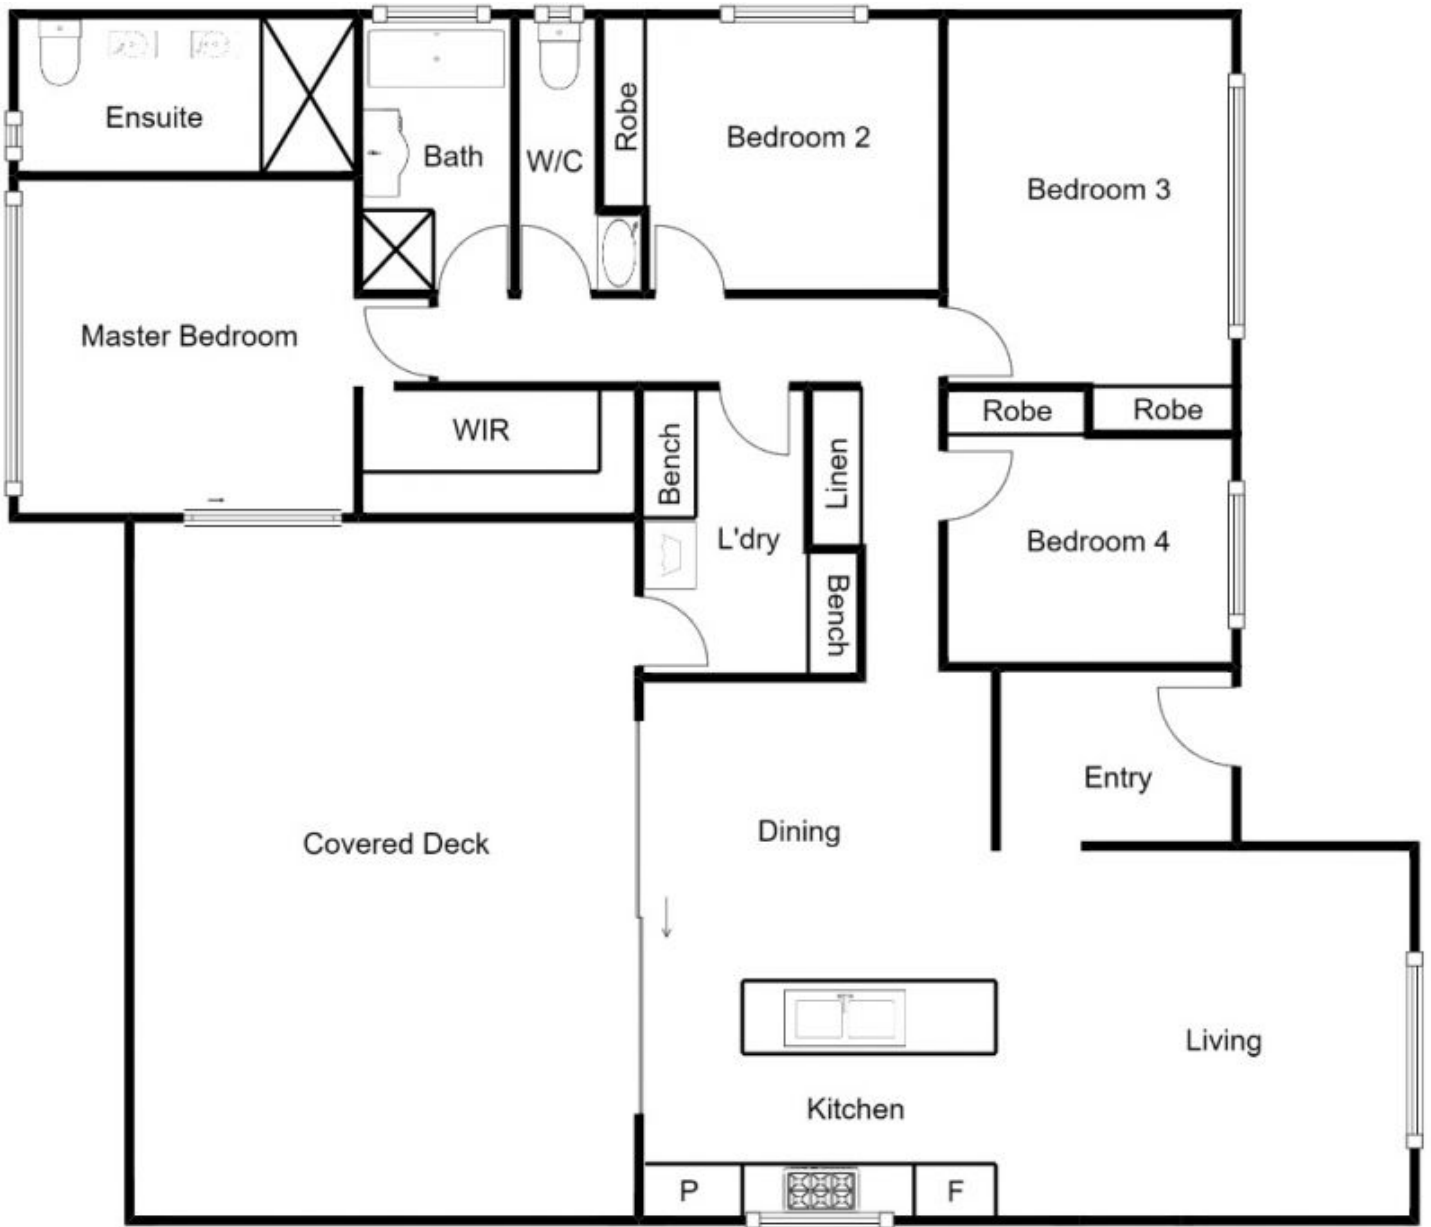 Ensuite
Bath
W/C
Robe
Bedroom 2
Bedroom 3
Master Bedroom
WIR
Bench
Linen
Robe
Robe
L'dry
Bench
Bedroom 4
Entry
Dining
Covered Deck
Living
Kitchen
P
F